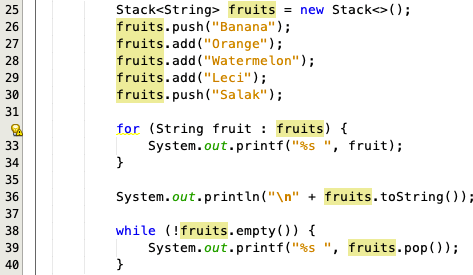 25 Stack<String> fruits = new Stack<>();
26 fruits.push("Banana");
27 fruits.add("Orange");
28 fruits.add("Watermelon");
29 fruits.add("Leci");
30 fruits.push("Salak");
31
for (String fruit : fruits) {
33 System.out.printf("%s ", fruit);
34 }
35
36 System.out.println("\n" + fruits.toString());
37
38 while (!fruits.empty()) {
39 System.out.printf("%s ", fruits.pop());
40 }